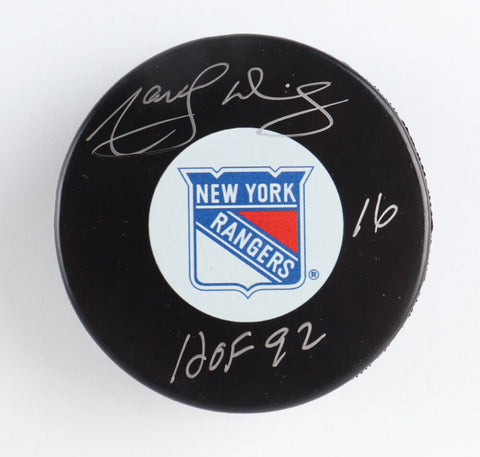 NEW YORK
RANGERS
®
16
HOF 92